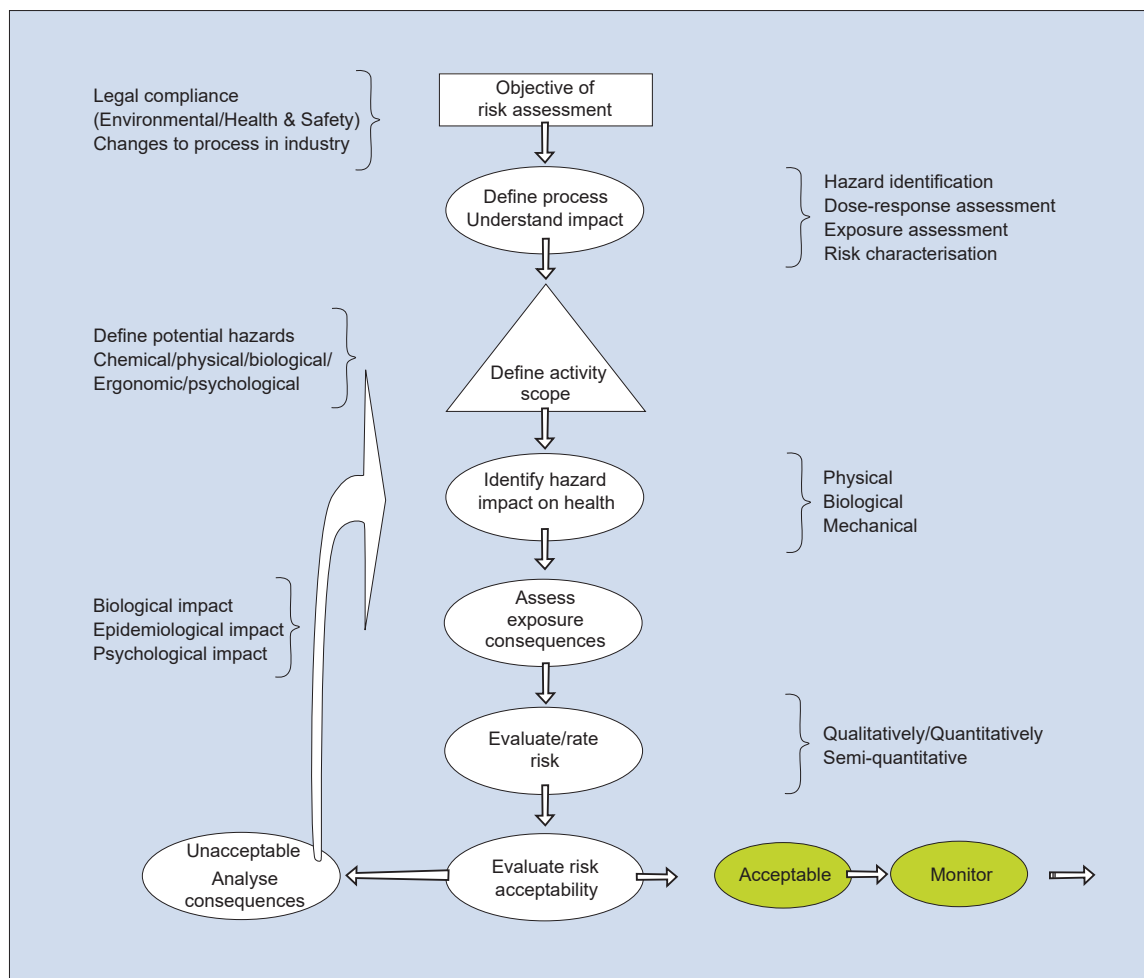 Objective of
risk assessment
Legal compliance
(Environmental/Health & Safety)
Changes to process in industry
Define process
Understand impact
Hazard identification
Dose-response assessment
Exposure assessment
Risk characterisation
Define potential hazards
Chemical/physical/biological/
Ergonomic/psychological
Define activity
scope
Identify hazard
impact on health
Physical
Biological
Mechanical
Assess
exposure
consequences
Biological impact
Epidemiological impact
Psychological impact
Evaluate/rate
risk
Qualitatively/Quantitatively
Semi-quantitative
Unacceptable
Analyse
consequences
Evaluate risk
acceptability
Acceptable
Monitor